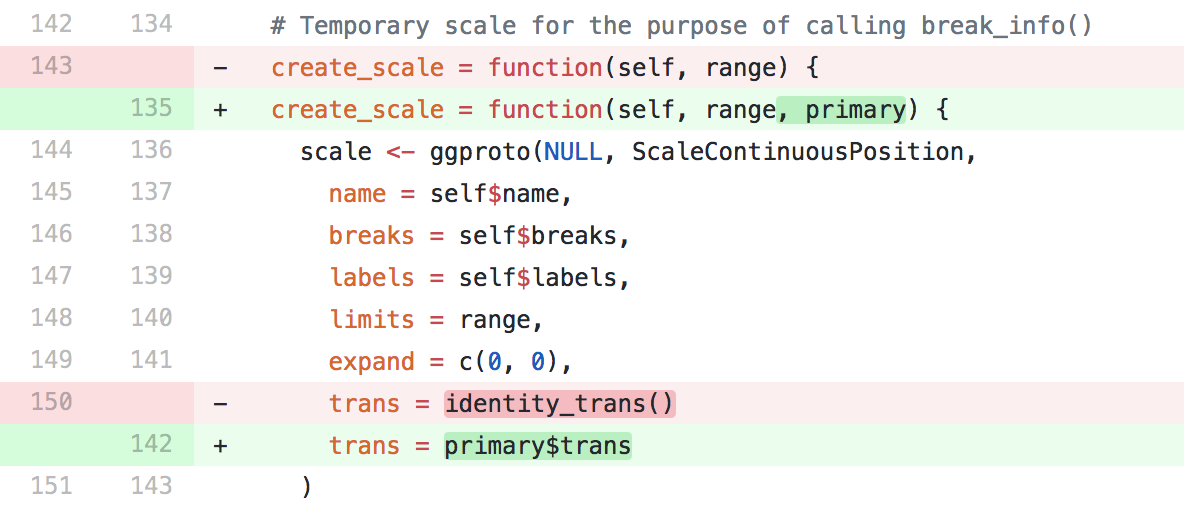 142 134 # Temporary scale for the purpose of calling break_info()
143 - create_scale = function(self, range) {
135 + create_scale = function(self, range, primary) {
144 136 scale <- ggproto(NULL, ScaleContinuousPosition,
145 137 name = self$name,
146 138 breaks = self$breaks,
147 139 labels = self$labels,
148 140 limits = range,
149 141 expand = c(0, 0),
150 - trans = identity_trans()
142 + trans = primary$trans
151 143 )